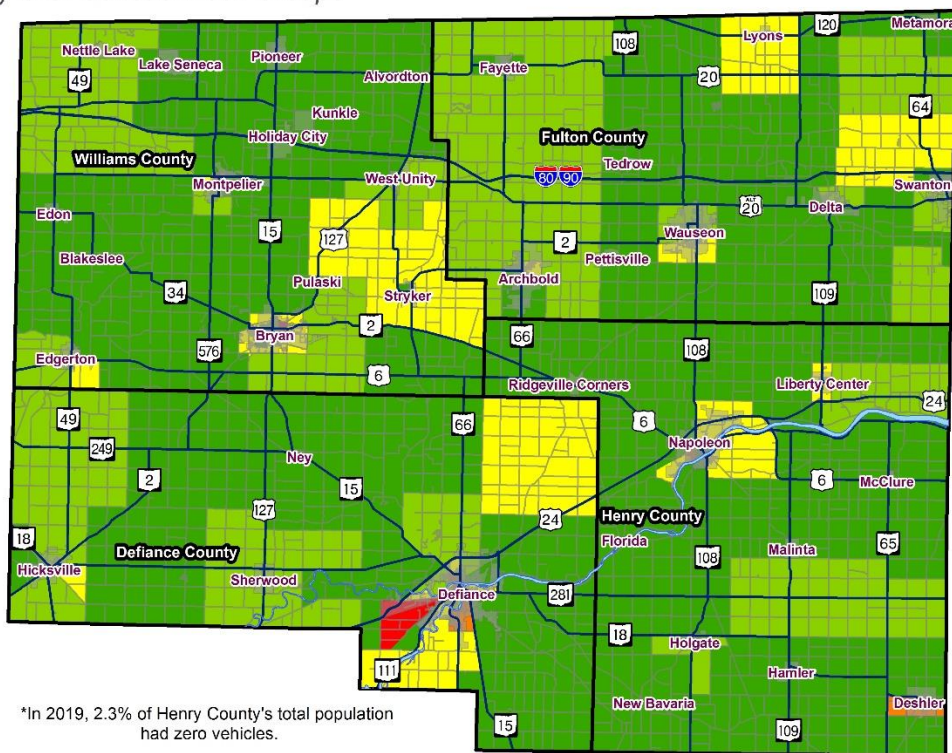 Nettle Lake
Pioneer
108
Lyons
120
Metamora
49
Lake Seneca
Alvordton
Fayette
20
Kunkle
64
Holiday City
Fulton County
Williams County
Tedrow
Montpelier
West Unity
80
90
Swanton
Edon
ALT
20
Delta
15
127
2
Wauseon
Blakeslee
Pettisville
Pulaski
Archbold
34
Stryker
109
Bryan
2
66
108
576
Edgerton
6
Ridgeville Corners
Liberty Center
49
66
24
6
Napoleon
249
Ney
2
15
6
McClure
127
24
Henry County
18
Defiance County
Florida
108
Malinta
65
Hicksville
Sherwood
Defiance
281
18
Holgate
111
Hamler
*In 2019, 2.3% of Henry County's total population
had zero vehicles.
New Bavaria
Deshler
15
109